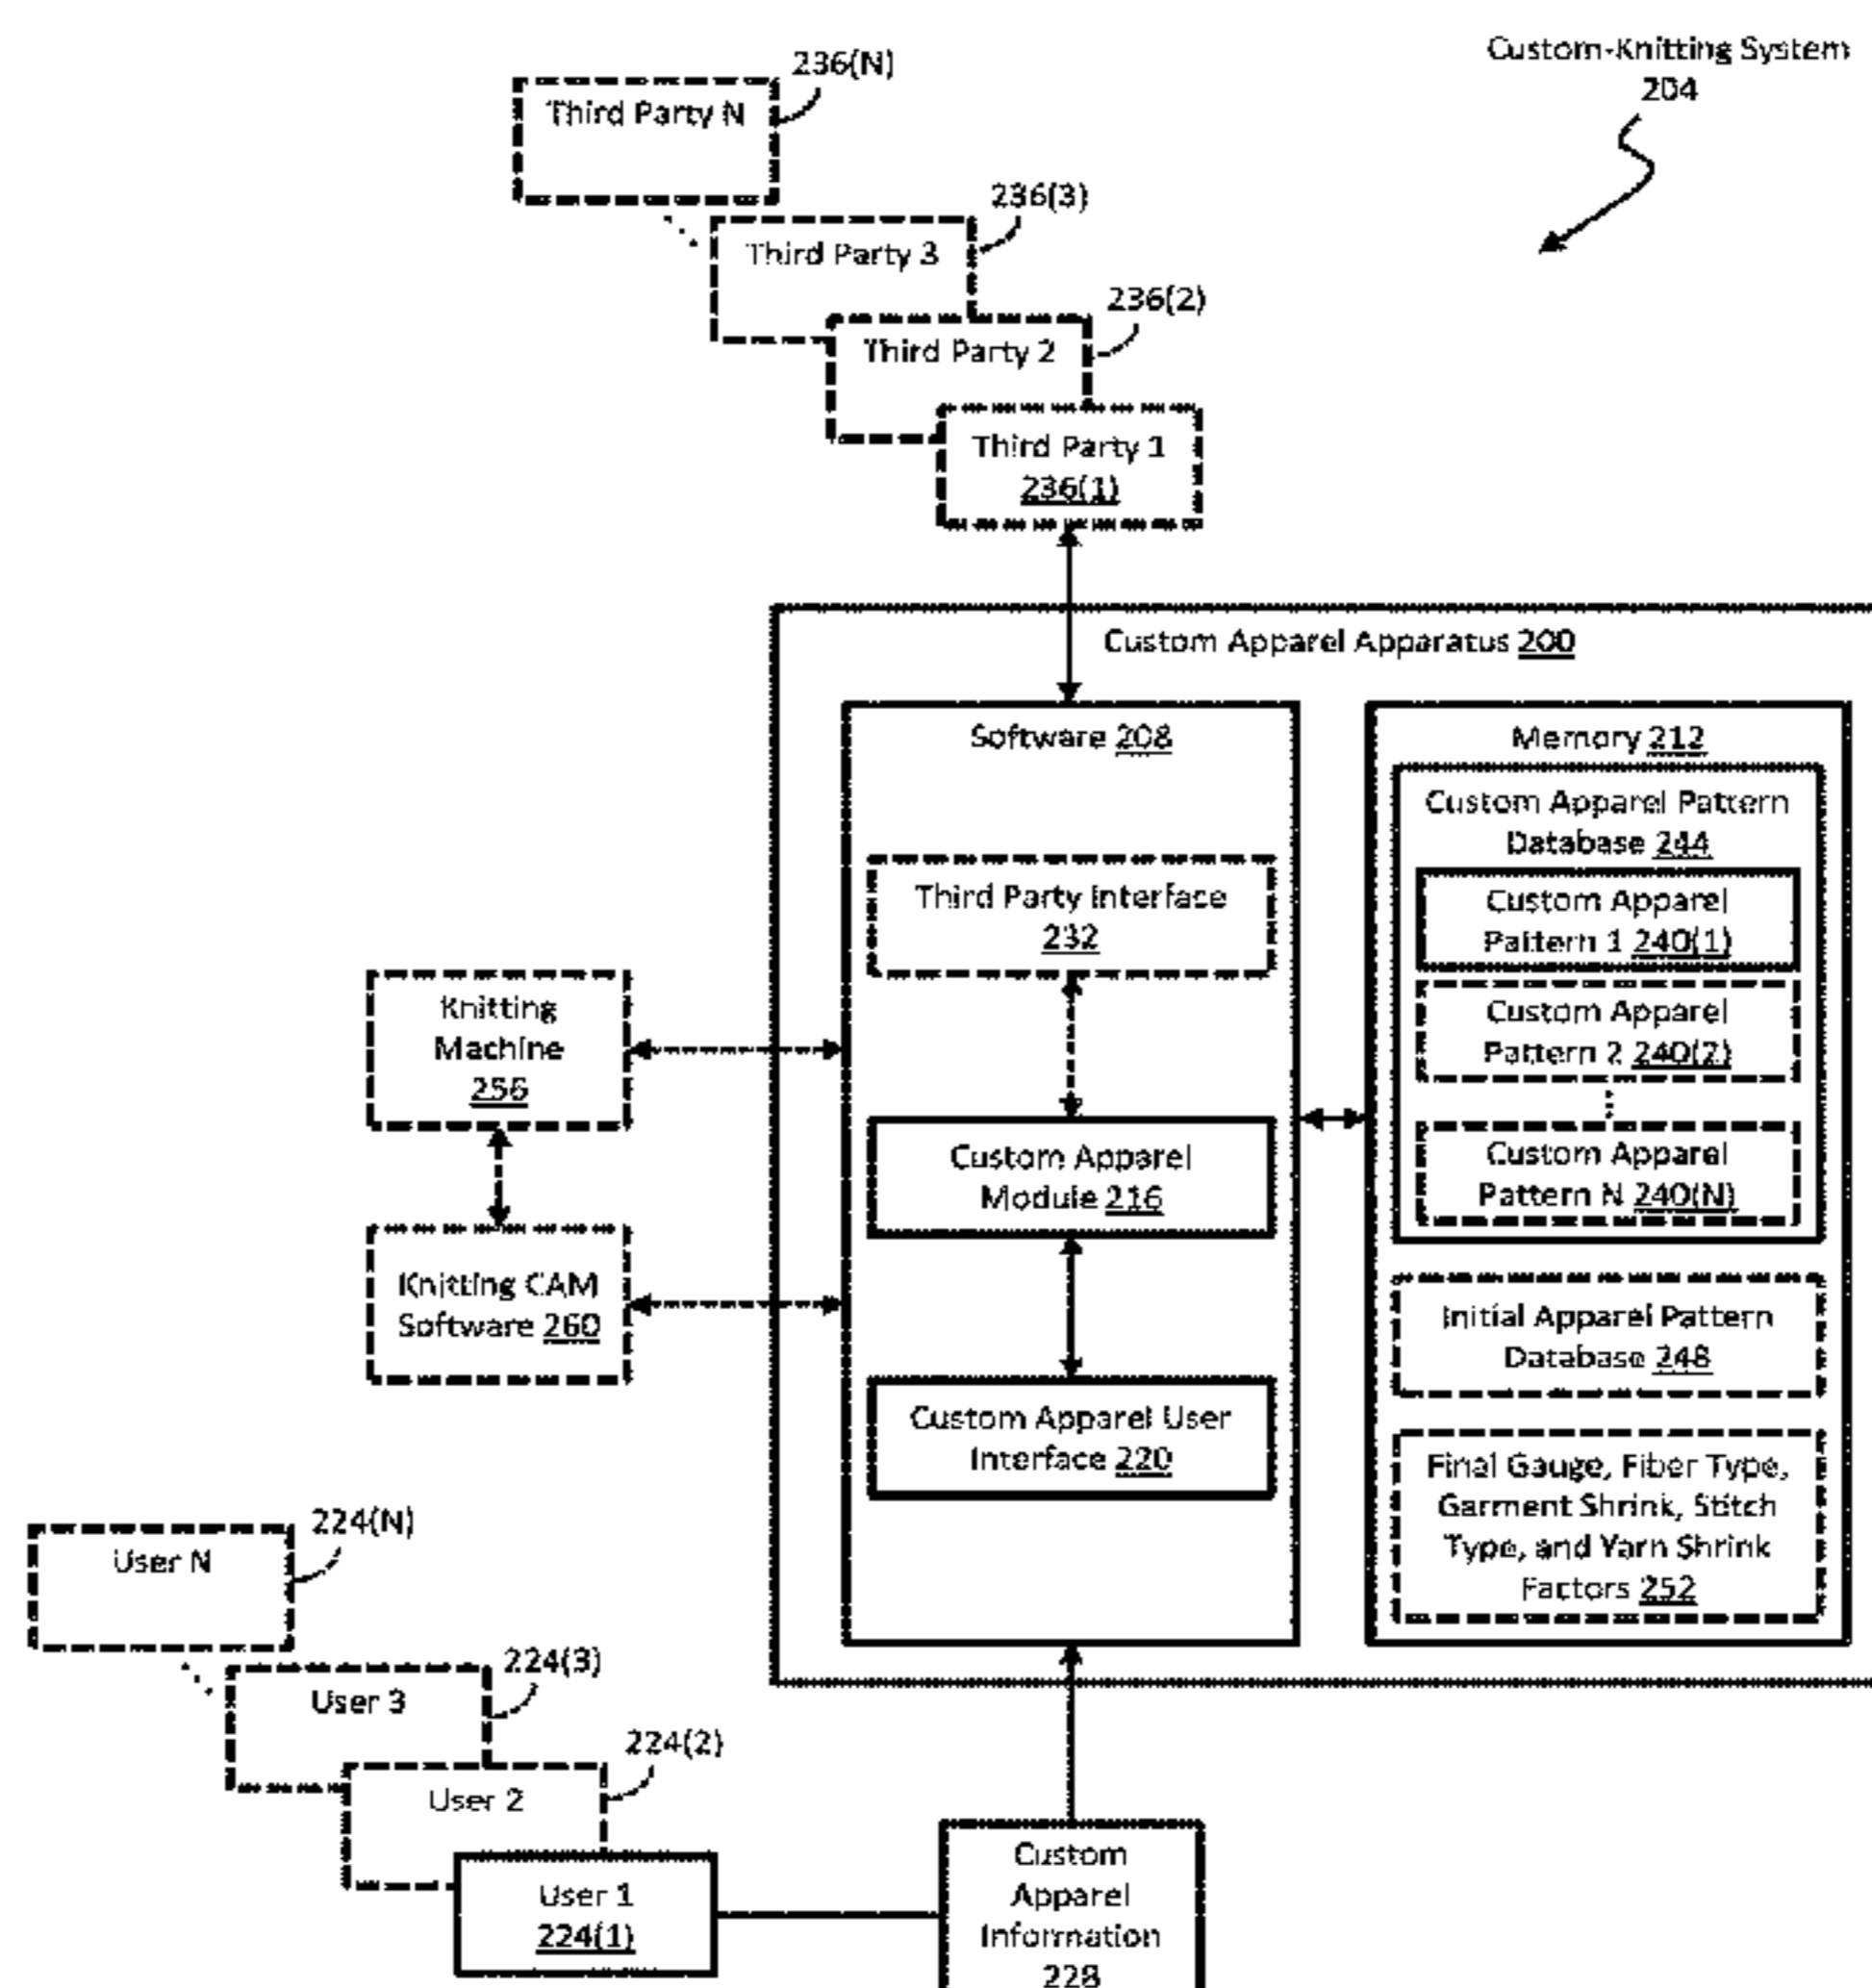 Custom-Knitting System
204
236(N)
Third Party N
236(3)
Third Party 3
236(2)
Third Party 2
Third Party 1
236(1)
Custom Apparel Apparatus 200
Software 208
Third Party Interface
232
Custom Apparel
Module 216
Custom Apparel User
Interface 220
Memory 212
Custom Apparel Pattern
Database 244
Custom Apparel
Pattern 1 240(1)
Custom Apparel
Pattern 2 240(2)
Custom Apparel
Pattern N 240(N)
Initial Apparel Pattern
Database 248
Final Gauge, Fiber Type,
Garment Shrink, Stitch
Type, and Yarn Shrink
Factors 252
Knitting
Machine
256
Knitting CAM
Software 260
224(N)
User N
224(3)
User 3
224(2)
User 2
User 1
224(1)
Custom
Apparel
Information
228